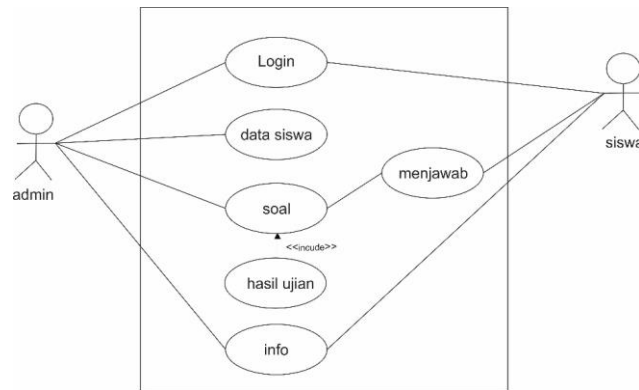 Login
data siswa
admin
siswa
menjawab
soal
<<incude>>
hasil ujian
info